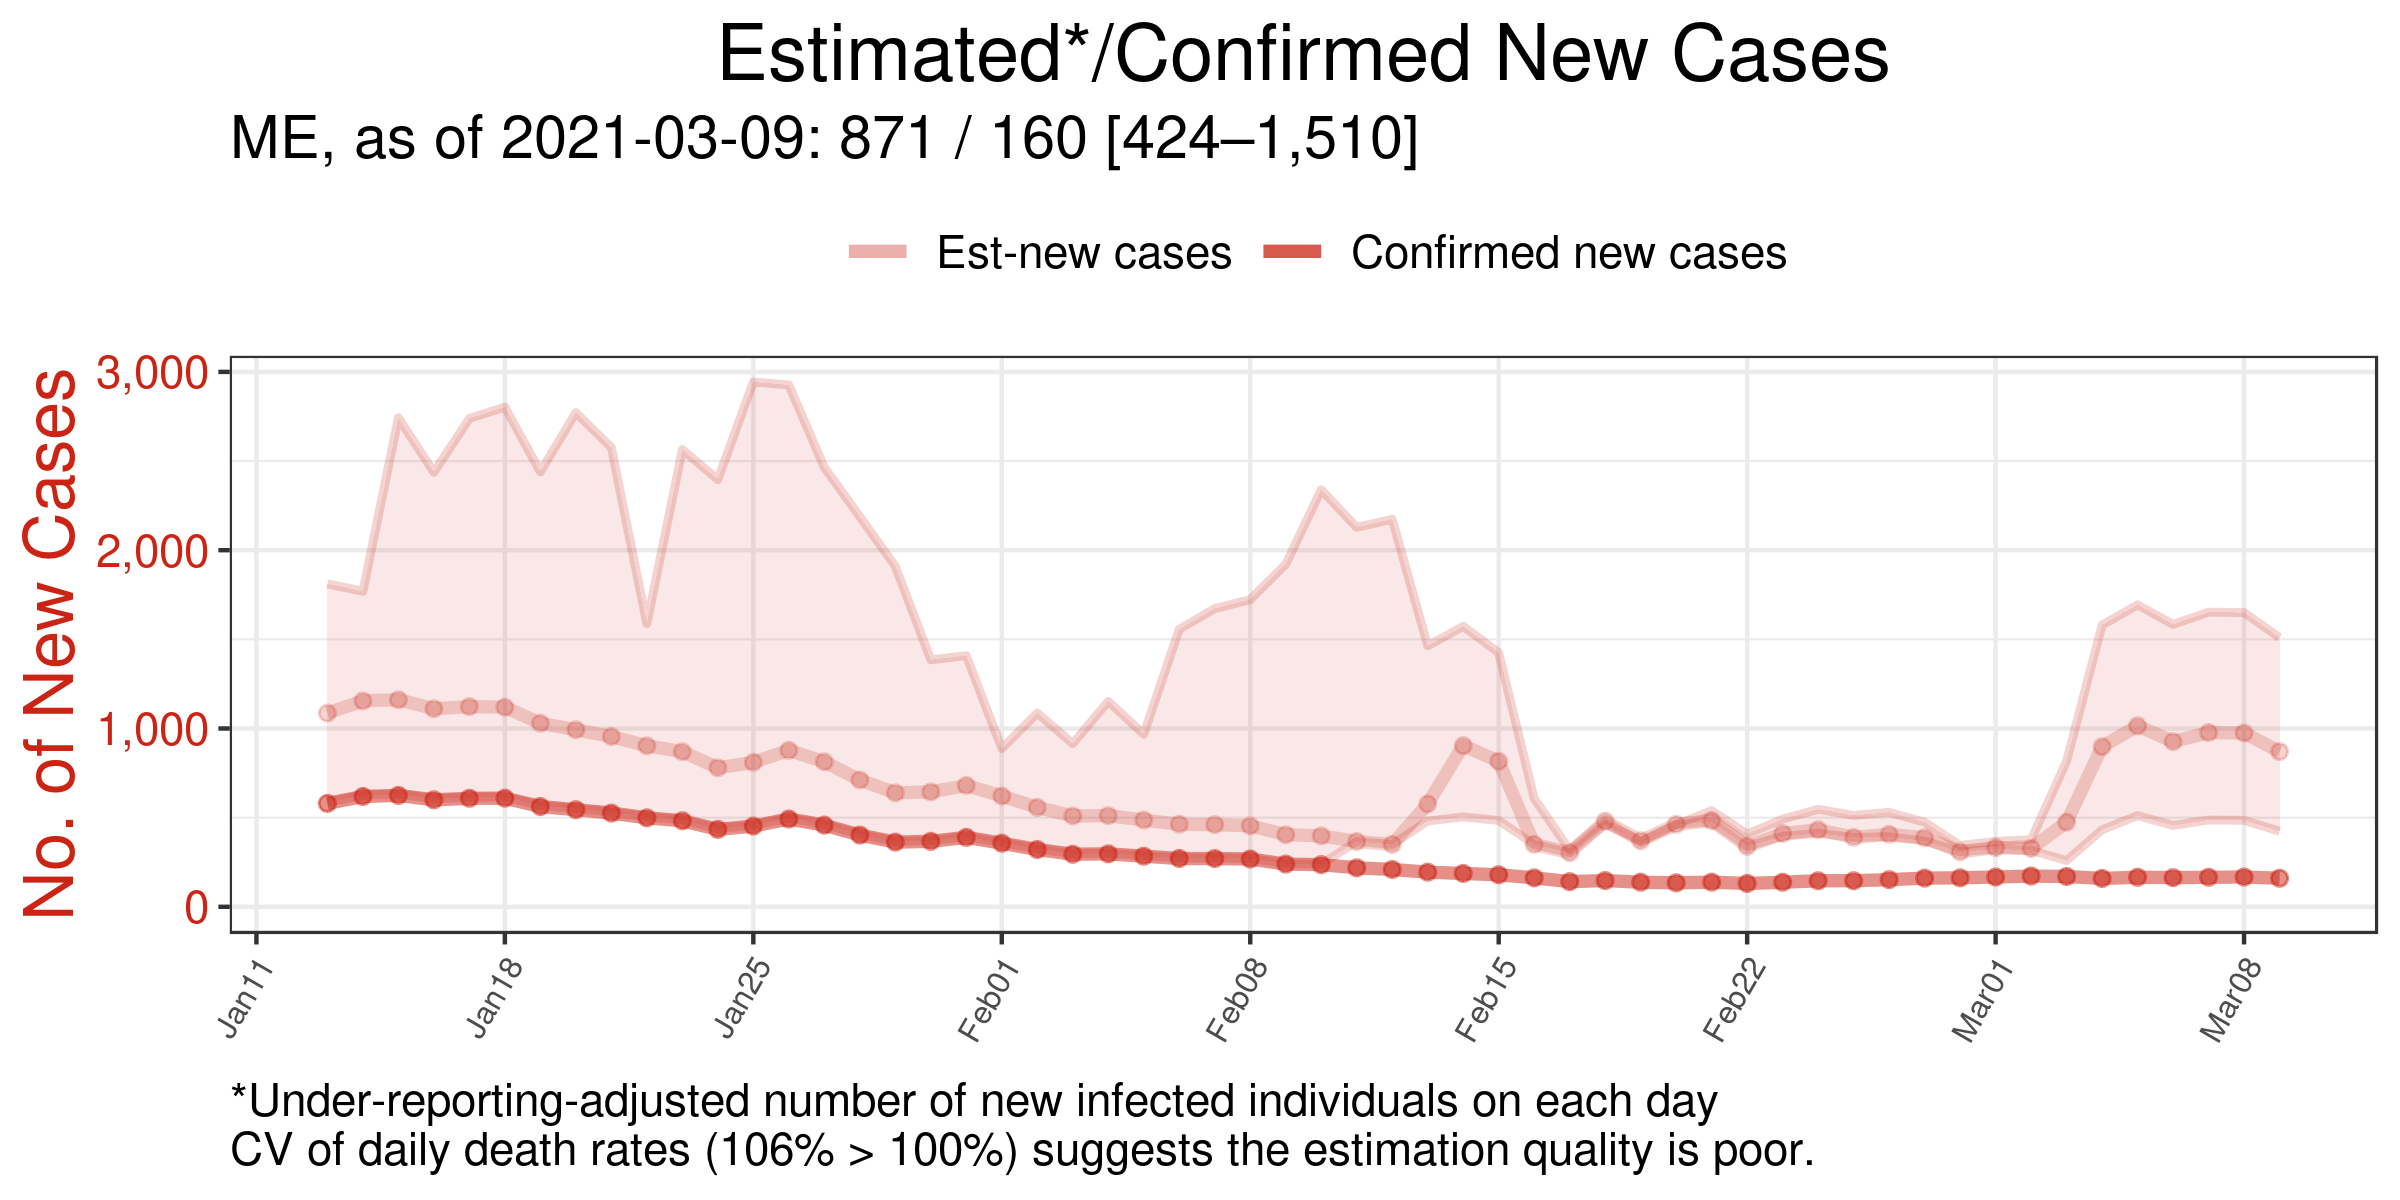 Estimated*/Confirmed New Cases
ME, as of 2021-03-09: 871 / 160 [424–1,510]
Est-new cases
Confirmed new cases
No. of New Cases
3,000
2,000
1,000
0
Jan11
Jan18
Jan25
Feb01
Feb08
Feb15
Feb22
Mar01
Mar08
*Under-reporting-adjusted number of new infected individuals on each day
CV of daily death rates (106% > 100%) suggests the estimation quality is poor.